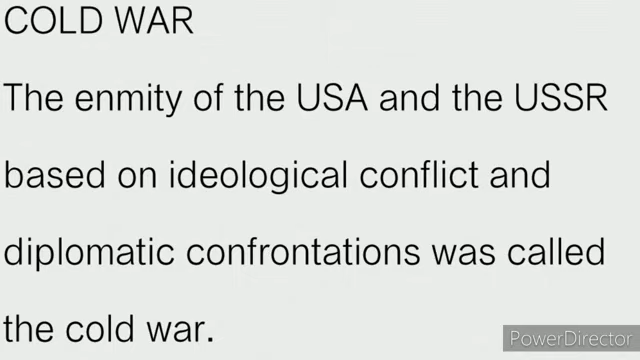 COLD WAR
The enmity of the USA and the USSR
based on ideological conflict and
diplomatic confrontations was called
the cold war.
PowerDirector